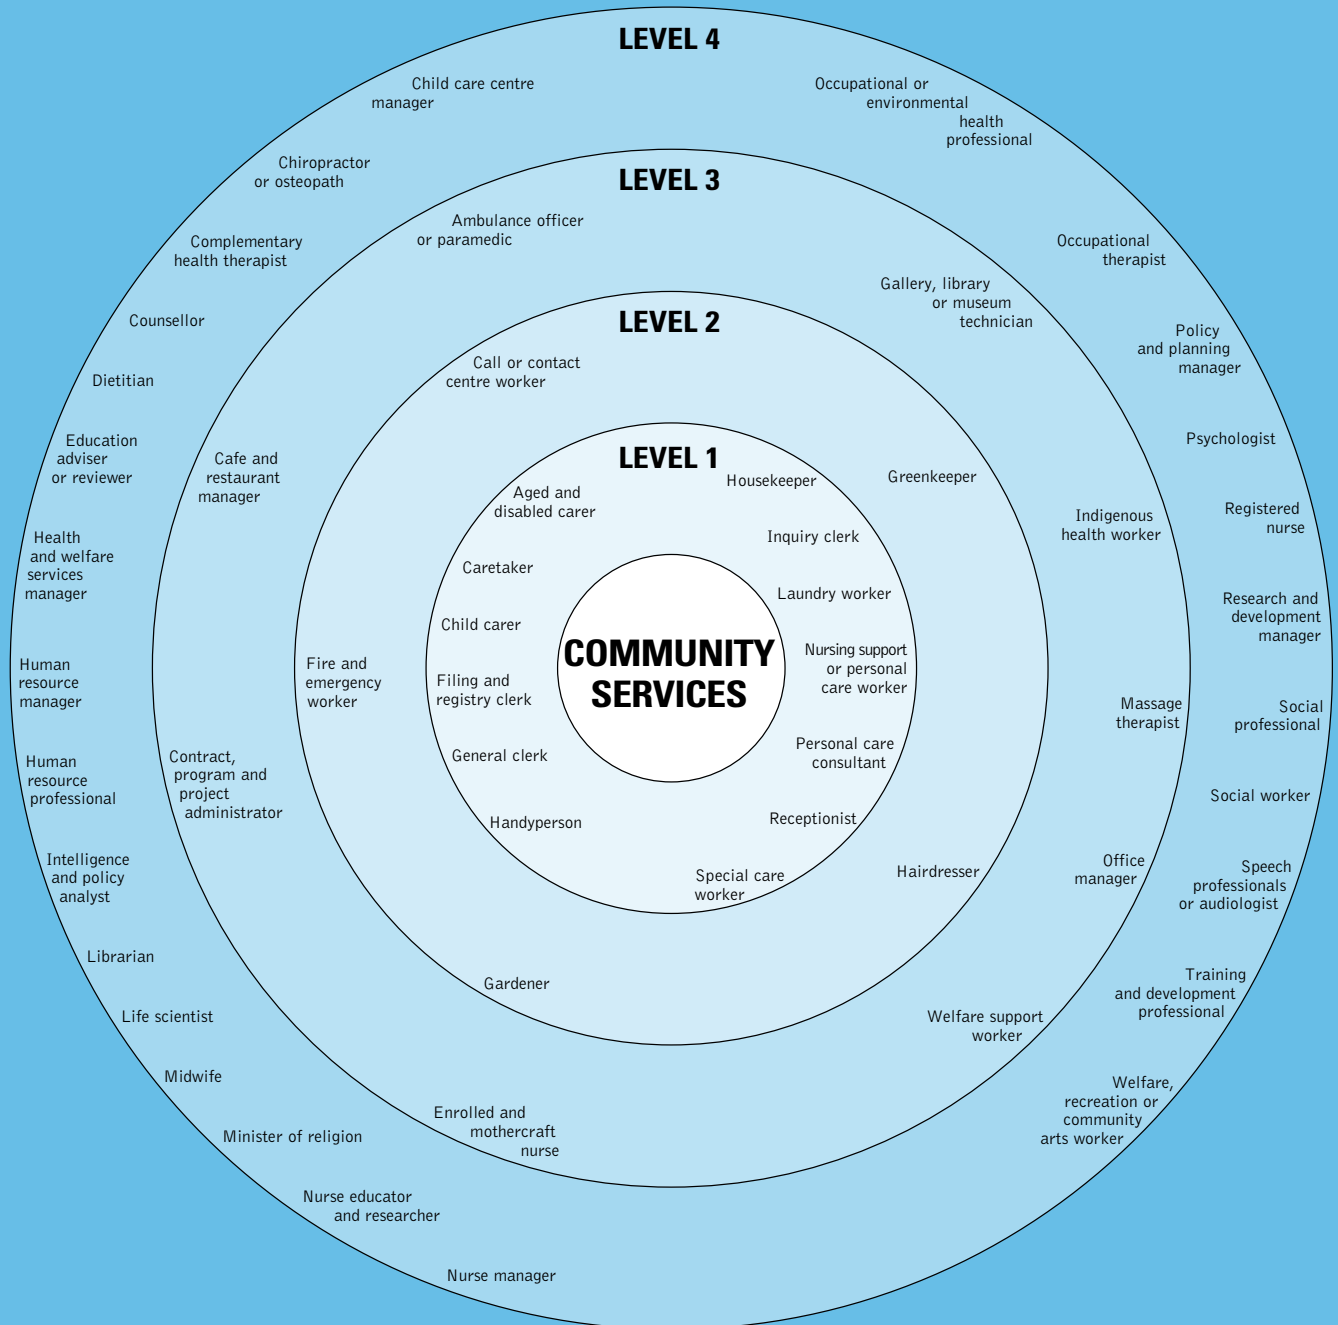 LEVEL 4
Child care centre
manager
Chiropractor
or osteopath
Complementary
health therapist
Counsellor
Dietitian
Education
adviser
or reviewer
Health
and welfare
services
manager
Human
resource
manager
Human
resource
professional
Intelligence
and policy
analyst
Librarian
Life scientist
Midwife
Minister of religion
Nurse educator
and researcher
Nurse manager
Occupational or
environmental
health
professional
Occupational
therapist
Policy
and planning
manager
Psychologist
Registered
nurse
Research and
development
manager
Social
professional
Social worker
Speech
professionals
or audiologist
Training
and development
professional
Welfare,
recreation or
community
arts worker
LEVEL 3
Ambulance officer
or paramedic
Cafe and
restaurant
manager
Contract,
program and
project
administrator
Enrolled and
mothercraft
nurse
Gallery, library
or museum
technician
Indigenous
health worker
Massage
therapist
Office
manager
Welfare support
worker
LEVEL 2
Call or contact
centre worker
Fire and
emergency
worker
Gardener
Greenkeeper
Hairdresser
LEVEL 1
Aged and
disabled carer
Caretaker
Child carer
Filing and
registry clerk
General clerk
Handyperson
Housekeeper
Inquiry clerk
Laundry worker
Nursing support
or personal
care worker
Personal care
consultant
Receptionist
Special care
worker
COMMUNITY
SERVICES